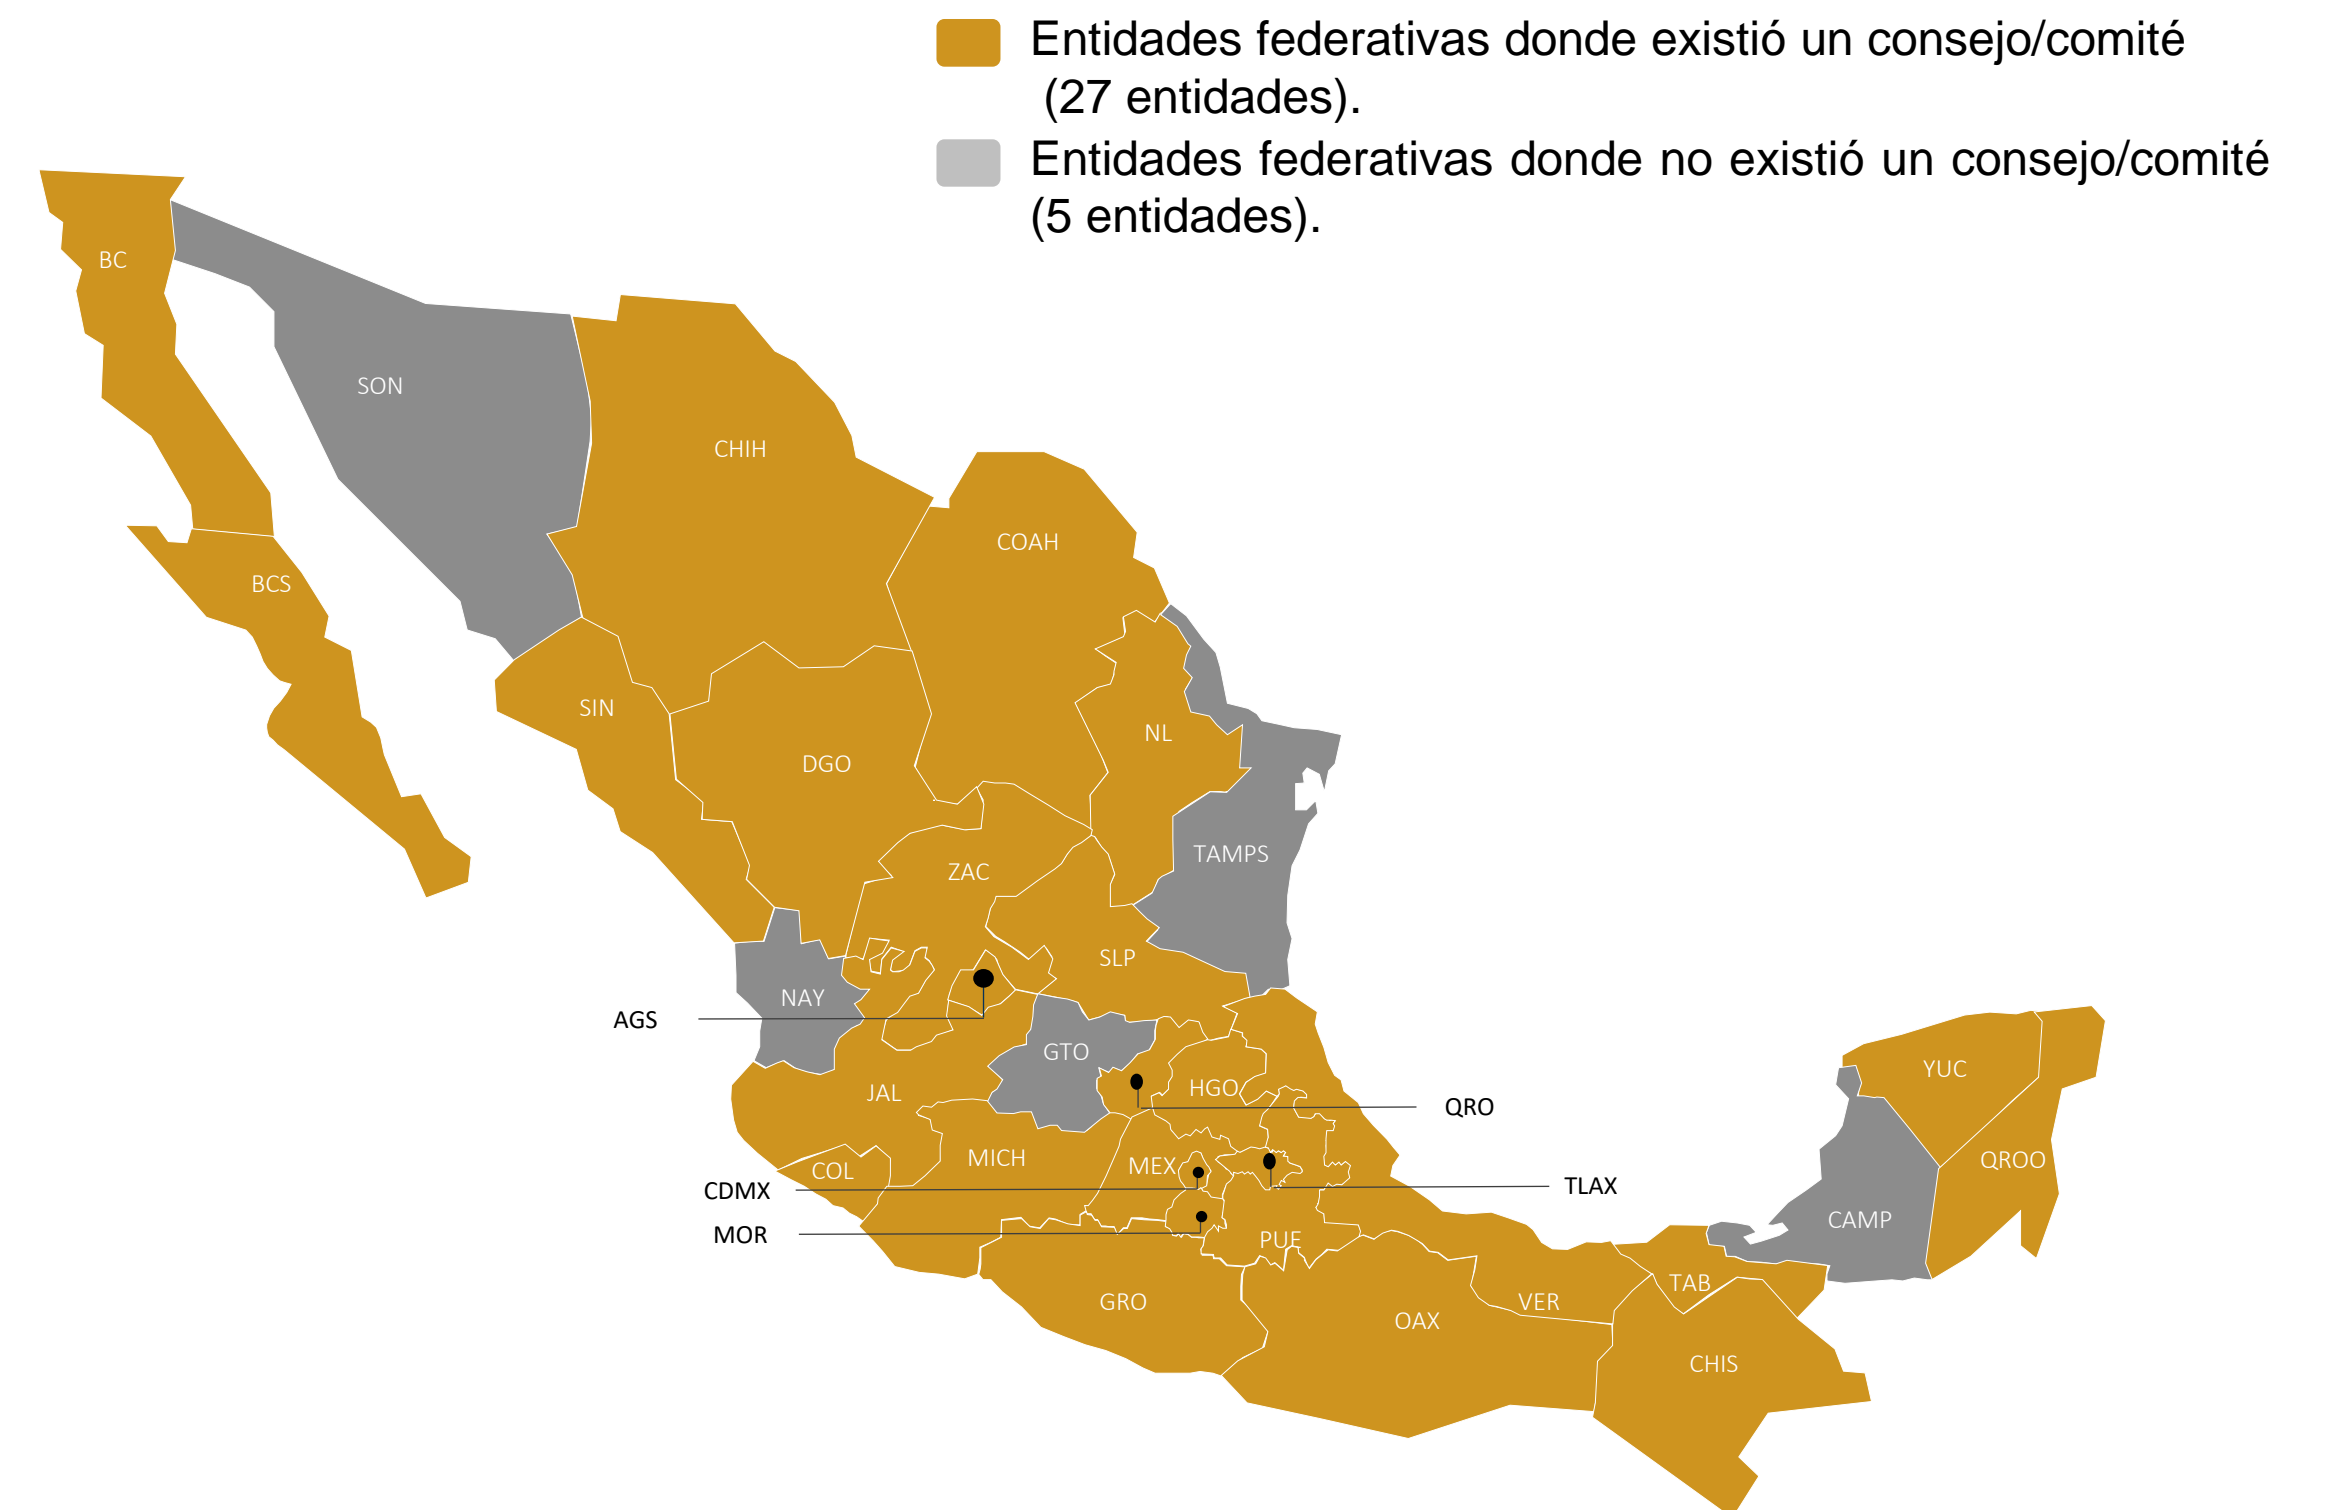 Entidades federativas donde existió un consejo/comité
(27 entidades).
Entidades federativas donde no existió un consejo/comité
(5 entidades).
BC
SON
CHIH
COAH
BCS
SIN
NL
DGO
TAMPS
ZAC
SLP
NAY
AGS
GTO
YUC
HGO
JAL
QRO
MICH
QROO
MEX
COL
TLAX
CDMX
CAMP
MOR
PUE
TAB
GRO
VER
OAX
CHIS